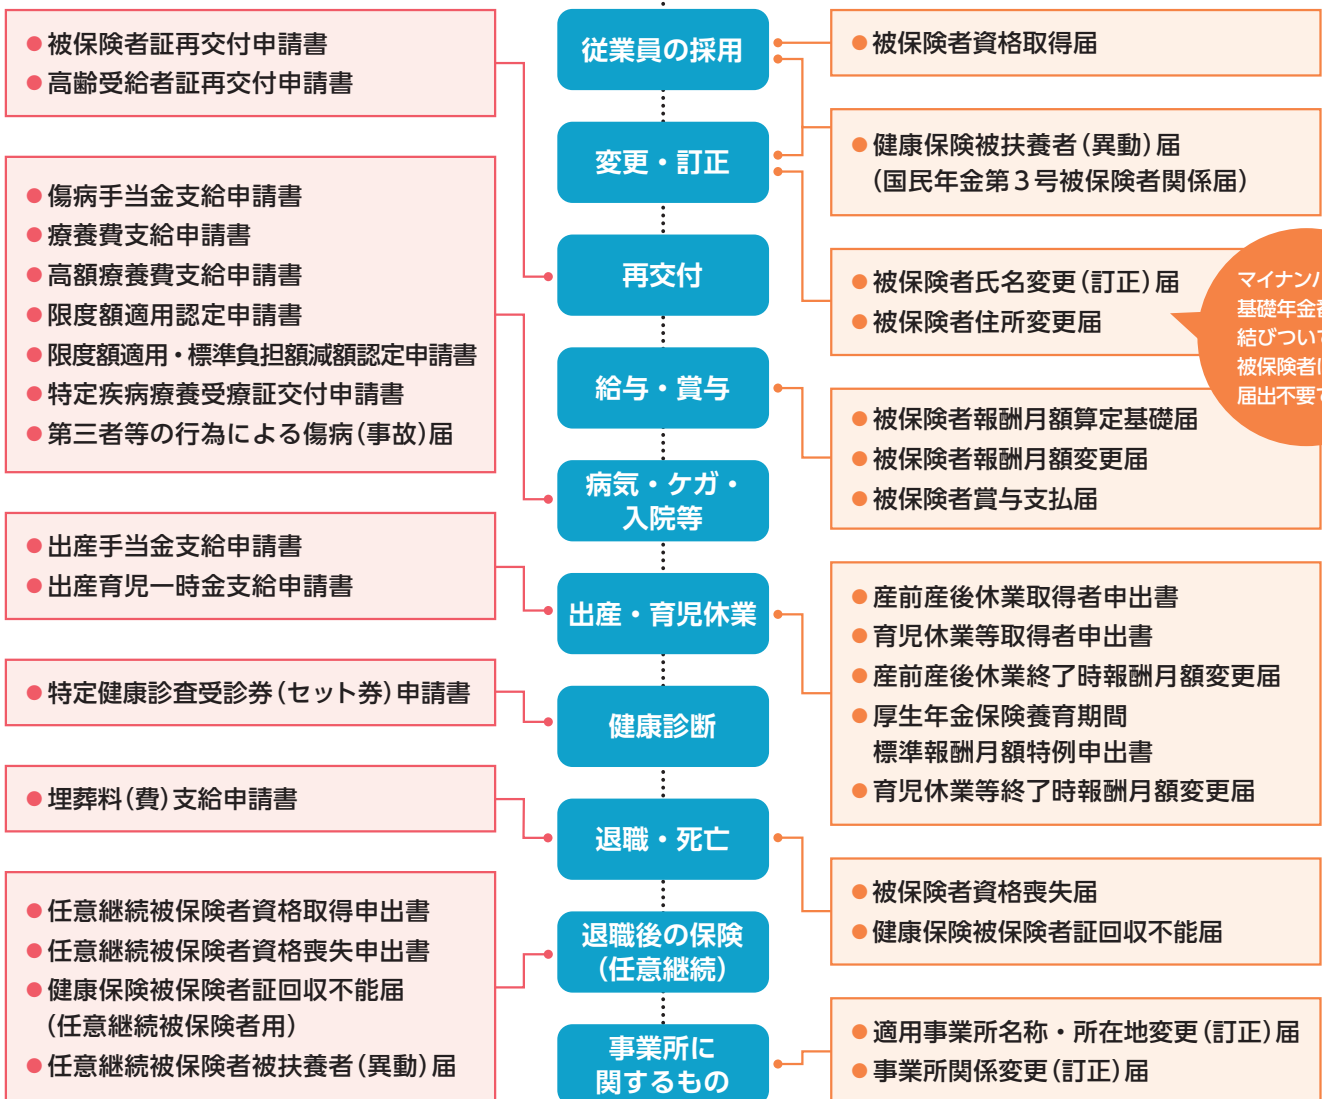 ●被保険者証再交付申請書
●高齢受給者証再交付申請書
●傷病手当金支給申請書
●療養費支給申請書
●高額療養費支給申請書
●限度額適用認定申請書
●限度額適用・標準負担額減額認定申請書
●特定疾病療養受療証交付申請書
●第三者等の行為による傷病(事故)届
●出産手当金支給申請書
●出産育児一時金支給申請書
●特定健康診査受診券(セット券)申請書
●埋葬料(費)支給申請書
●任意継続被保険者資格取得申出書
●任意継続被保険者資格喪失申出書
●健康保険被保険者証回収不能届
(任意継続被保険者用)
●任意継続被保険者被扶養者(異動)届
従業員の採用
変更・訂正
再交付
給与・賞与
病気・ケガ・
入院等
出産・育児休業
健康診断
退職・死亡
退職後の保険
(任意継続)
事業所に
関するもの
●被保険者資格取得届
●健康保険被扶養者(異動)届
(国民年金第3号被保険者関係届)
●被保険者氏名変更(訂正)届
●被保険者住所変更届
マイナン
基礎年金
結びつい
被保険者
届出不要
●被保険者報酬月額算定基礎届
●被保険者報酬月額変更届
●被保険者賞与支払届
●産前産後休業取得者申出書
●育児休業等取得者申出書
●産前産後休業終了時報酬月額変更届
●厚生年金保険養育期間
標準報酬月額特例申出書
●育児休業等終了時報酬月額変更届
●被保険者資格喪失届
●健康保険被保険者証回収不能届
●適用事業所名称・所在地変更(訂正)届
●事業所関係変更(訂正)届